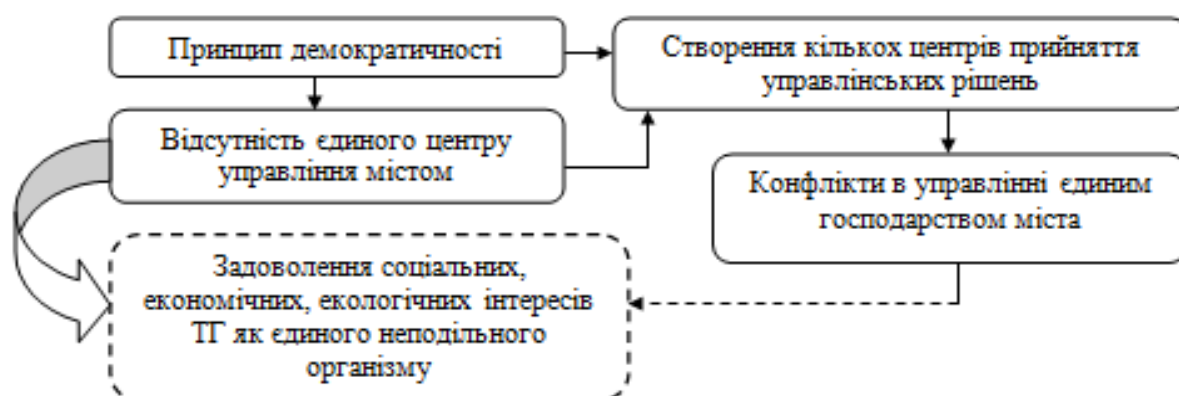 Принцип демократичності
Створення кількох центрів прийняття
управлінських рішень
Відсутність єдиного центру
управління містом
Конфлікти в управлінні єдиним
господарством міста
Задоволення соціальних,
економічних, екологічних інтересів
ТГ як єдиного неподільного
організму